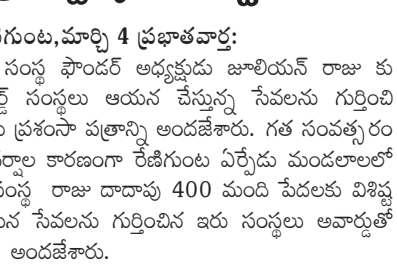 గుంట,మార్చి 4 ప్రభాతవార్త:
సంస్థ ఫౌండర్ అధ్యక్షుడు జూలియన్ రాజు కు
సంస్థలు ఆయన చేస్తున్న సేవలను గుర్తించి
ప్రశంసా పత్రాన్ని అందజేశారు. గత సంవత్సరం
కారణంగా రేణిగుంట ఏర్పేడు మండలాలలో
సంస్థ రాజు దాదాపు 400 మంది పేదలకు విశిష్ట
సేవలను గుర్తించిన ఇరు సంస్థలు అవార్డుతో
అందజేశారు.